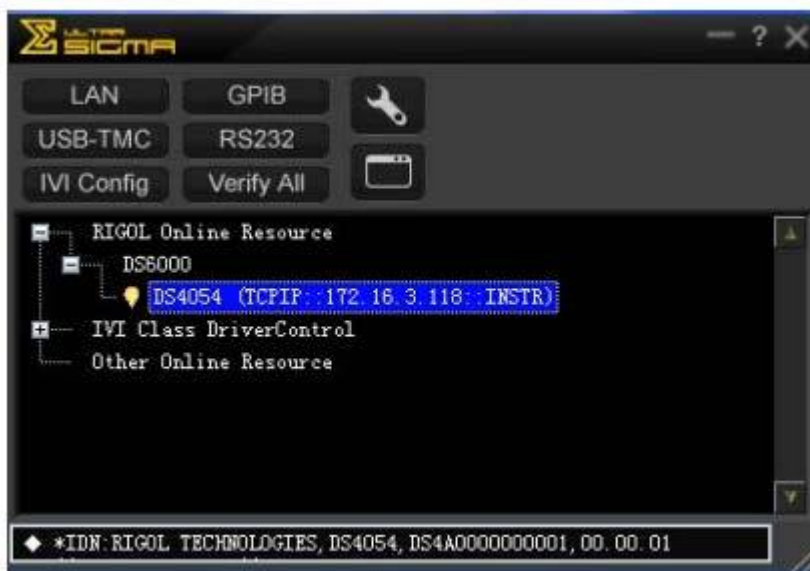 ULTRA
SIGMA
?
LAN GPIB
USB-TMC RS232
IVI Config Verify All
RIGOL Online Resource
DS6000
DS4054 (TCPIP::172.16.3.118::INSTR)
IVI Class DriverControl
Other Online Resource
*IDN:RIGOL TECHNOLOGIES,DS4054,DS4A0000000001,00.00.01